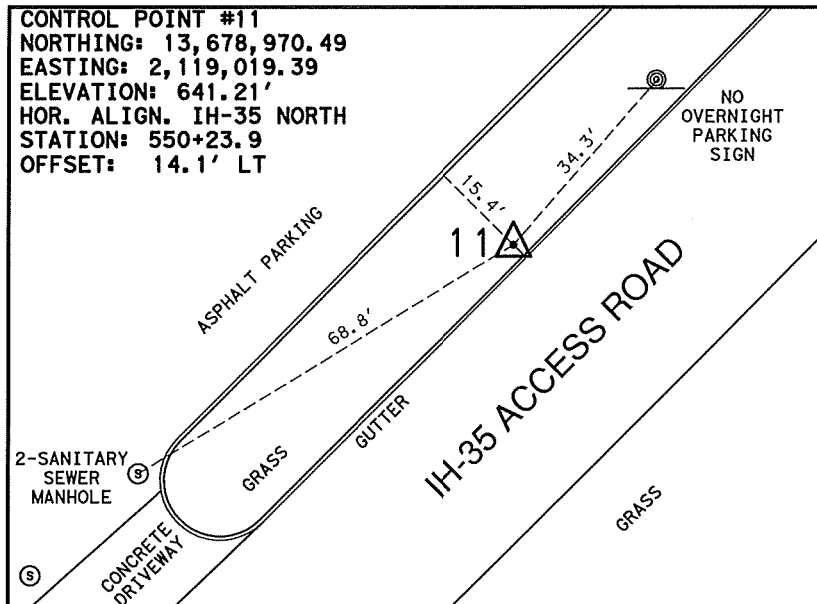 CONTROL POINT #11
NORTHING: 13,678,970.49
EASTING: 2,119,019.39
ELEVATION: 641.21'
HOR. ALIGN. IH-35 NORTH
STATION: 550+23.9
OFFSET: 14.1' LT
NO
OVERNIGHT
PARKING
SIGN
34.3'
15.4'
11
ASPHALT PARKING
68.8'
IH-35 ACCESS ROAD
GUTTER
GRASS
2-SANITARY
SEWER
MANHOLE
S
GRASS
CONCRETE
DRIVEWAY
S